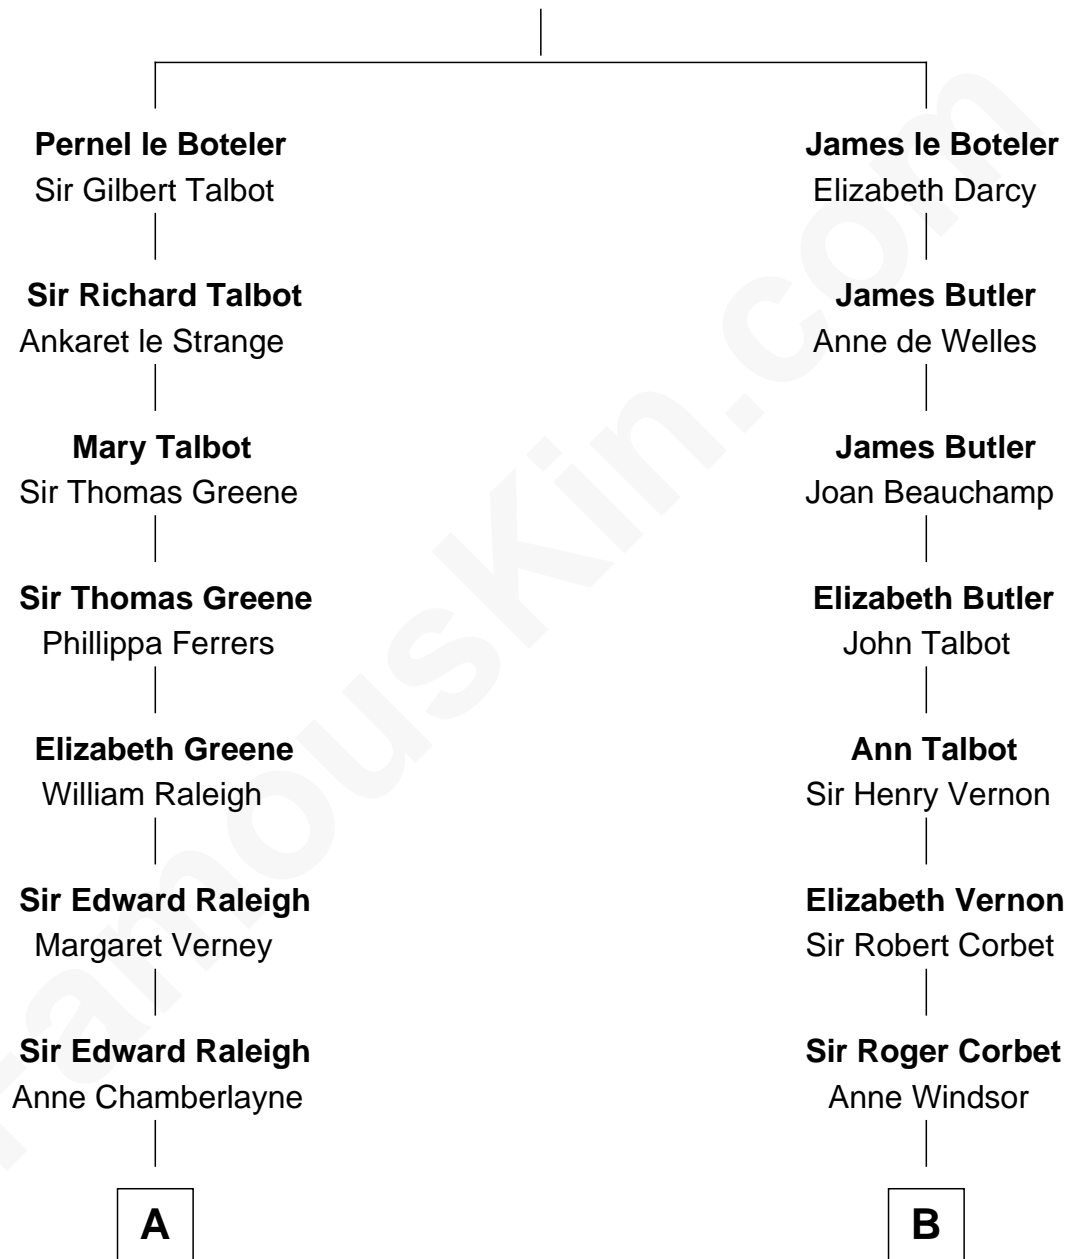 Pernel le Boteler
Sir Gilbert Talbot
Sir Richard Talbot
Ankaret le Strange
Mary Talbot
Sir Thomas Greene
Sir Thomas Greene
Phillippa Ferrers
Elizabeth Greene
William Raleigh
Sir Edward Raleigh
Margaret Verney
Sir Edward Raleigh
Anne Chamberlayne
A
James le Boteler
Elizabeth Darcy
James Butler
Anne de Welles
James Butler
Joan Beauchamp
Elizabeth Butler
John Talbot
Ann Talbot
Sir Henry Vernon
Elizabeth Vernon
Sir Robert Corbet
Sir Roger Corbet
Anne Windsor
B
FamousKin.com